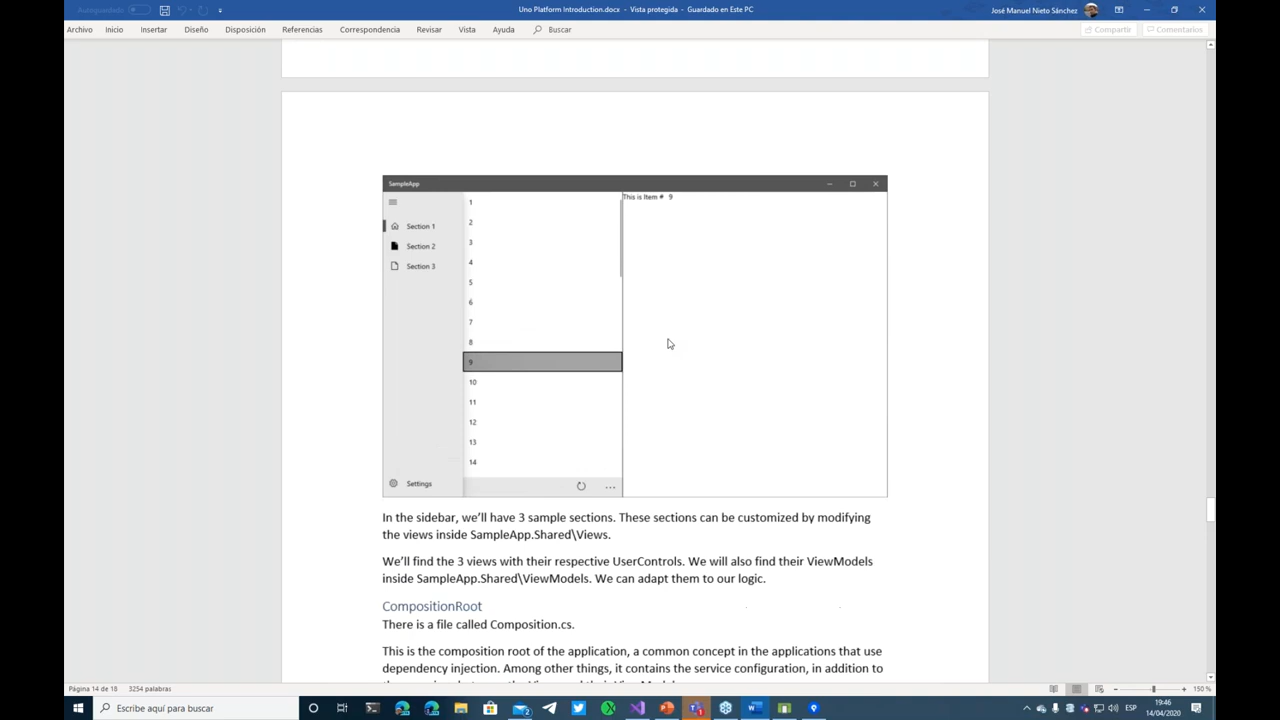 Autoguardado
Uno Platform Introduction.docx - Vista protegida - Guardado en Este PC
José Manuel Nieto Sánchez
Archivo Inicio Insertar Diseño Disposición Referencias Correspondencia Revisar Vista Ayuda Buscar Compartir Comentarios
SampleApp
This is Item # 9
Section 1
Section 2
Section 3
1
2
3
4
5
6
7
8
9
10
11
12
13
14
Settings
In the sidebar, we'll have 3 sample sections. These sections can be customized by modifying
the views inside SampleApp.Shared\Views.
We'll find the 3 views with their respective UserControls. We will also find their ViewModels
inside SampleApp.Shared\ViewModels. We can adapt them to our logic.
CompositionRoot
There is a file called Composition.cs.
This is the composition root of the application, a common concept in the applications that use
dependency injection. Among other things, it contains the service configuration, in addition to
Página 14 de 18 3254 palabras 150 %
Escribe aquí para buscar
ESP
19:46
14/04/2020